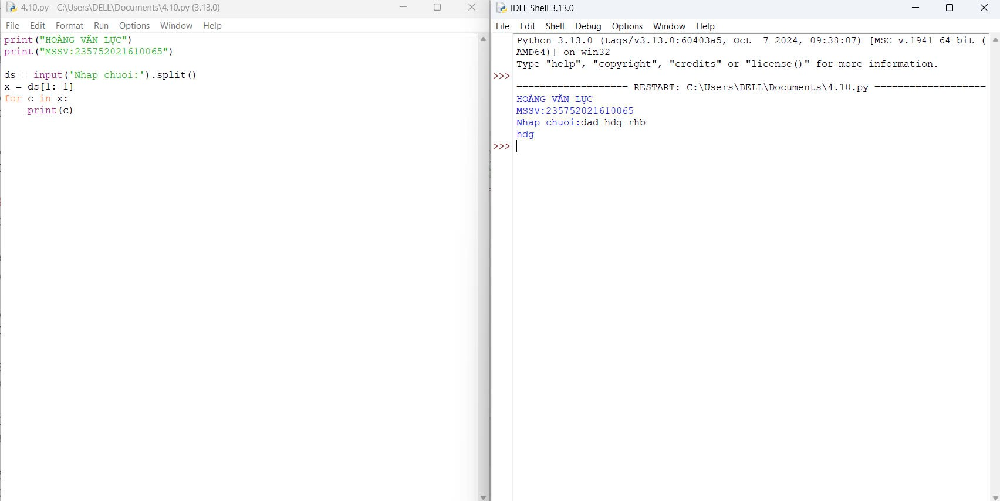 4.10.py - C:\Users\DELL\Documents\4.10.py (3.13.0)
File Edit Format Run Options Window Help
print("HOÀNG VĂN LỰC")
print("MSSV:235752021610065")
ds = input('Nhap chuoi:').split()
x = ds[1:-1]
for c in x:
    print(c)
IDLE Shell 3.13.0
File Edit Shell Debug Options Window Help
Python 3.13.0 (tags/v3.13.0:60403a5, Oct  7 2024, 09:38:07) [MSC v.1941 64 bit (
AMD64)] on win32
Type "help", "copyright", "credits" or "license()" for more information.
>>>
=================== RESTART: C:\Users\DELL\Documents\4.10.py ===================
HOÀNG VĂN LỰC
MSSV:235752021610065
Nhap chuoi:dad hdg rhb
hdg
>>>